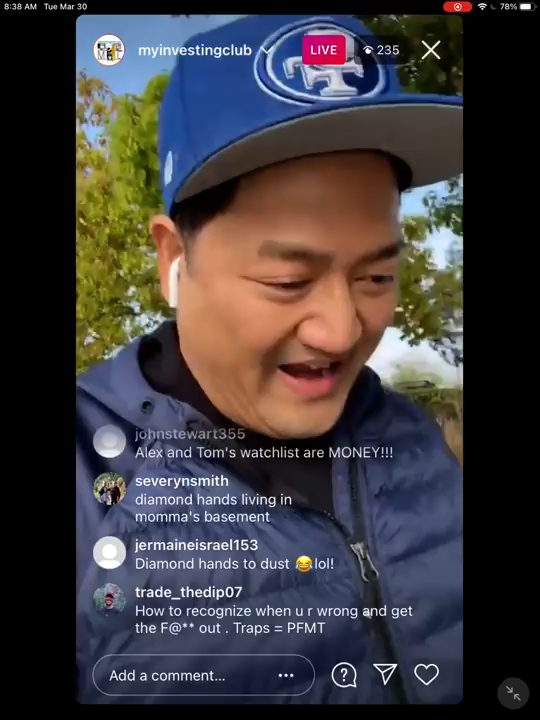 8:38 AM Tue Mar 30
78%
myinvestingclub
LIVE
235
SF
johnstewart355
Alex and Tom's watchlist are MONEY!!!
severynsmith
diamond hands living in
momma's basement
jermaineisrael153
Diamond hands to dust 😂lol!
trade_thedip07
How to recognize when u r wrong and get
the F@** out . Traps = PFMT
Add a comment...